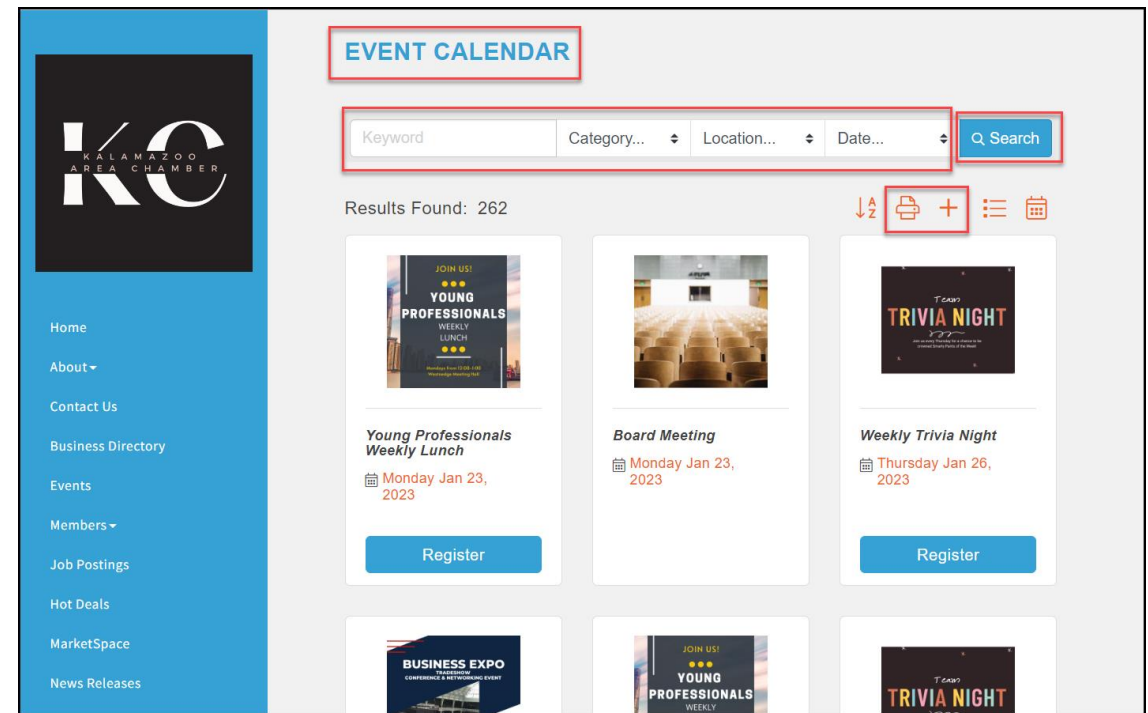 KALAMAZOO
AREA CHAMBER
Home
About
Contact Us
Business Directory
Events
Members
Job Postings
Hot Deals
MarketSpace
News Releases
EVENT CALENDAR
Keyword
Category...
Location...
Date...
Search
Results Found: 262
JOIN US!
YOUNG
PROFESSIONALS
WEEKLY
LUNCH
Young Professionals
Weekly Lunch
Monday Jan 23,
2023
Register
Board Meeting
Monday Jan 23,
2023
Team
TRIVIA NIGHT
Weekly Trivia Night
Thursday Jan 26,
2023
Register
BUSINESS EXPO
TRADESHOW
CONFERENCE & NETWORKING EVENT
JOIN US!
YOUNG
PROFESSIONALS
WEEKLY
Team
TRIVIA NIGHT